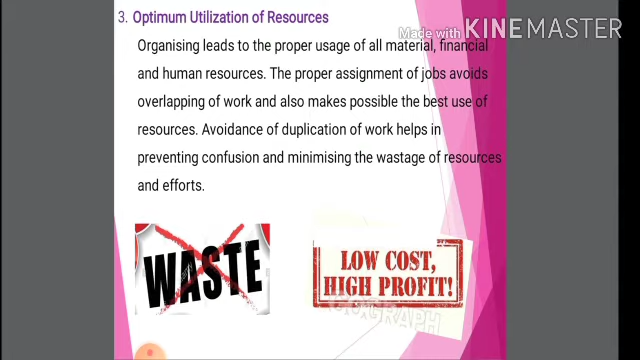 Made with KINEMASTER
3. Optimum Utilization of Resources
Organising leads to the proper usage of all material, financial
and human resources. The proper assignment of jobs avoids
overlapping of work and also makes possible the best use of
resources. Avoidance of duplication of work helps in
preventing confusion and minimising the wastage of resources
and efforts.
WASTE
LOW COST,
HIGH PROFIT!